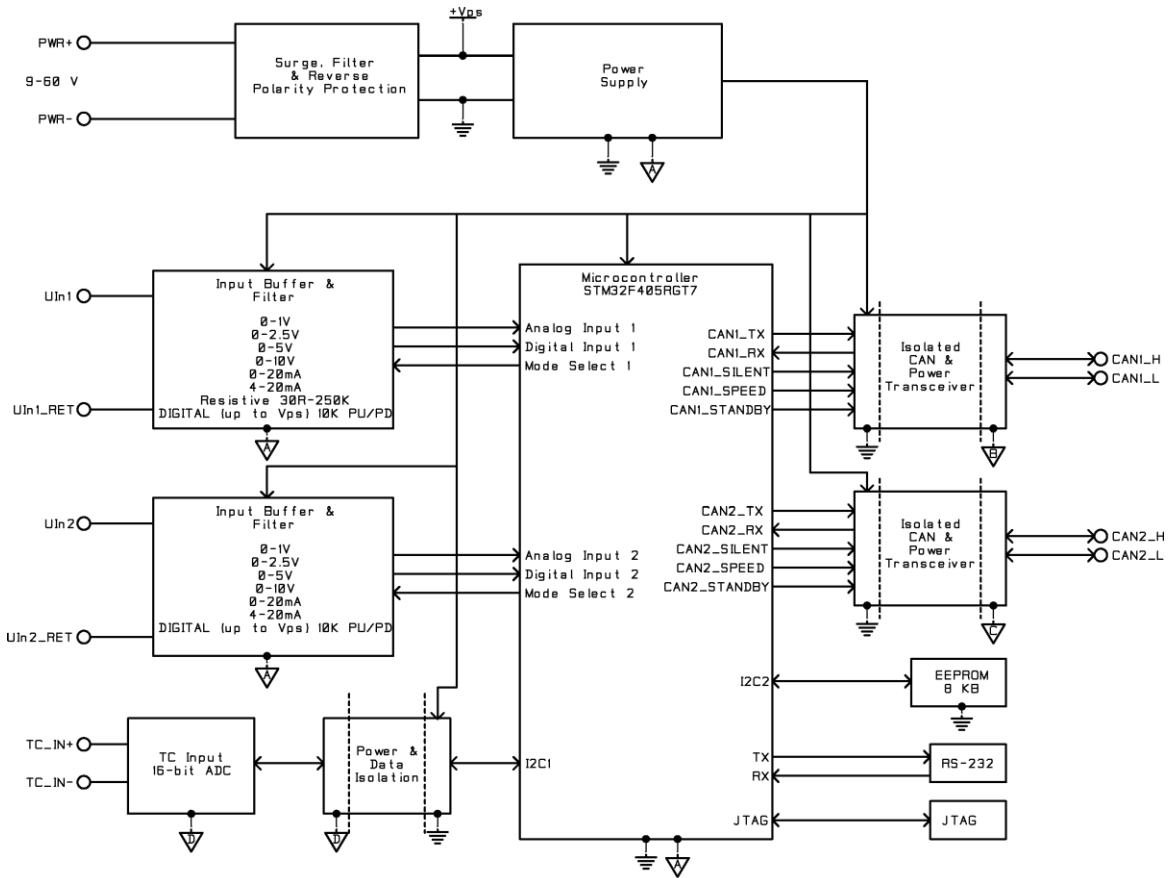 +Vps
PWR+
9-60 V
PWR-
Surge, Filter
& Reverse
Polarity Protection
Power
Supply
A
UIn1
UIn1_RET
Input Buffer &
Filter
0-1V
0-2.5V
0-5V
0-10V
0-20mA
4-20mA
Resistive 30R-250K
DIGITAL (up to Vps) 10K PU/PD
A
Microcontroller
STM32F405RGT7
Analog Input 1
Digital Input 1
Mode Select 1
CAN1_TX
CAN1_RX
CAN1_SILENT
CAN1_SPEED
CAN1_STANDBY
Isolated
CAN &
Power
Transceiver
CAN1_H
CAN1_L
B
UIn2
UIn2_RET
Input Buffer &
Filter
0-1V
0-2.5V
0-5V
0-10V
0-20mA
4-20mA
DIGITAL (up to Vps) 10K PU/PD
A
Analog Input 2
Digital Input 2
Mode Select 2
CAN2_TX
CAN2_RX
CAN2_SILENT
CAN2_SPEED
CAN2_STANDBY
Isolated
CAN &
Power
Transceiver
CAN2_H
CAN2_L
C
TC_IN+
TC_IN-
TC Input
16-bit ADC
D
Power &
Data
Isolation
D
I2C1
I2C2
EEPROM
8 KB
TX
RX
RS-232
JTAG
JTAG
A